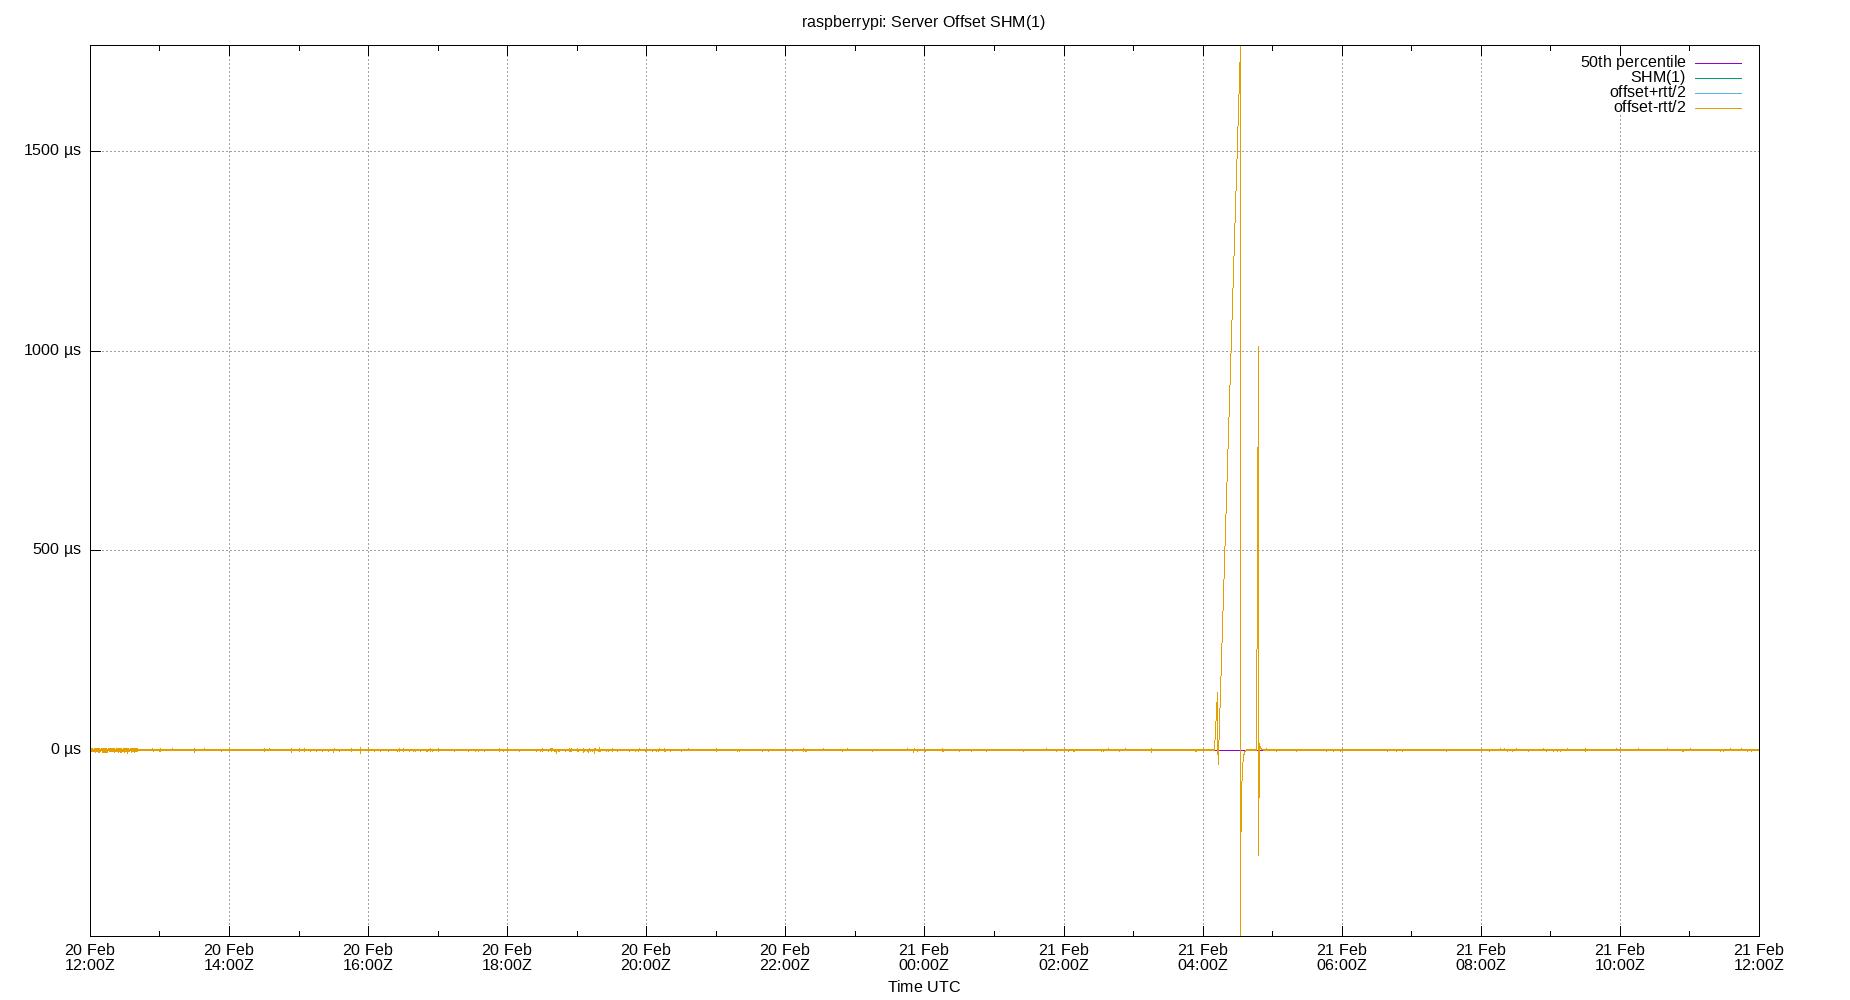 raspberrypi: Server Offset SHM(1)
50th percentile
SHM(1)
offset+rtt/2
offset-rtt/2
1500 µs
1000 µs
500 µs
0 µs
20 Feb 20 Feb 20 Feb 20 Feb 20 Feb 20 Feb 21 Feb 21 Feb 21 Feb 21 Feb 21 Feb 21 Feb 21 Feb
12:00Z 14:00Z 16:00Z 18:00Z 20:00Z 22:00Z 00:00Z 02:00Z 04:00Z 06:00Z 08:00Z 10:00Z 12:00Z
Time UTC